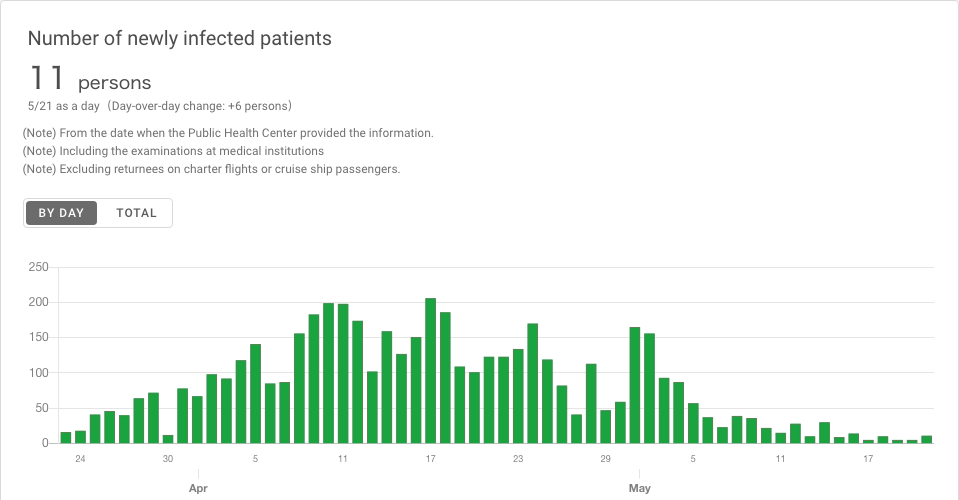 Number of newly infected patients
11 persons
5/21 as a day（Day-over-day change: +6 persons）
(Note) From the date when the Public Health Center provided the information.
(Note) Including the examinations at medical institutions
(Note) Excluding returnees on charter flights or cruise ship passengers.
BY DAY TOTAL
250
200
150
100
50
0
24 30 5 11 17 23 29 5 11 17
Apr May